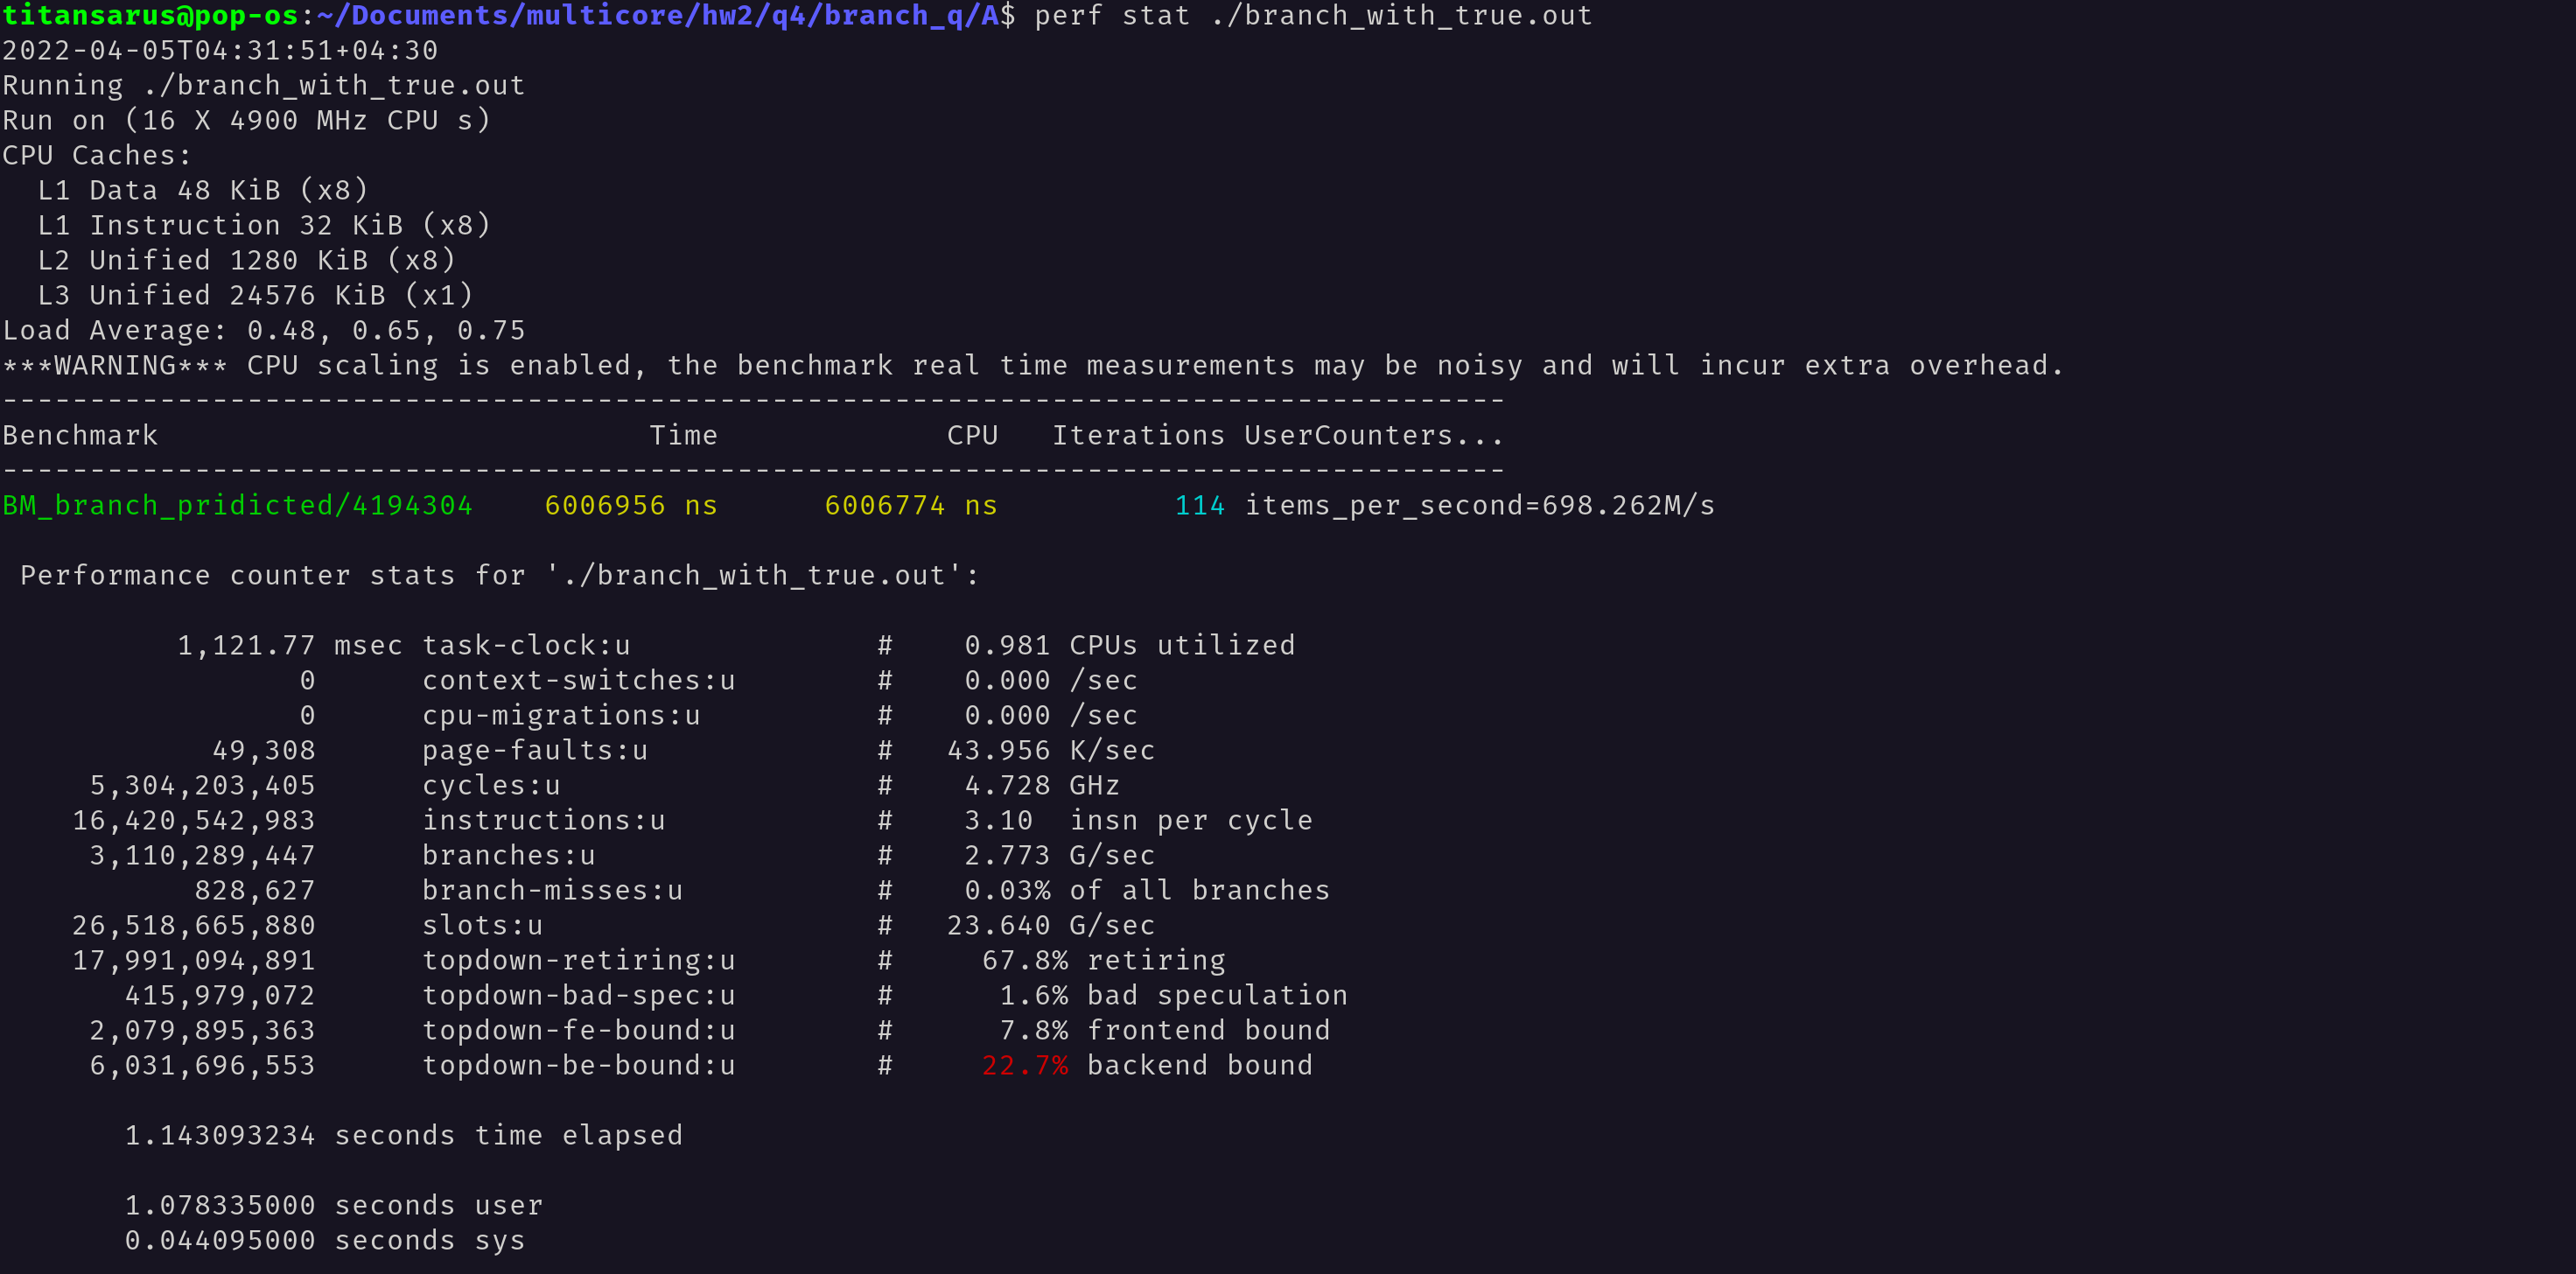 titansarus@pop-os:~/Documents/multicore/hw2/q4/branch_q/A$ perf stat ./branch_with_true.out
2022-04-05T04:31:51+04:30
Running ./branch_with_true.out
Run on (16 X 4900 MHz CPU s)
CPU Caches:
  L1 Data 48 KiB (x8)
  L1 Instruction 32 KiB (x8)
  L2 Unified 1280 KiB (x8)
  L3 Unified 24576 KiB (x1)
Load Average: 0.48, 0.65, 0.75
***WARNING*** CPU scaling is enabled, the benchmark real time measurements may be noisy and will incur extra overhead.
--------------------------------------------------------------------------------------
Benchmark                            Time             CPU   Iterations UserCounters...
--------------------------------------------------------------------------------------
BM_branch_pridicted/4194304    6006956 ns      6006774 ns          114 items_per_second=698.262M/s
 Performance counter stats for './branch_with_true.out':
          1,121.77 msec task-clock:u              #    0.981 CPUs utilized
                 0      context-switches:u        #    0.000 /sec
                 0      cpu-migrations:u          #    0.000 /sec
            49,308      page-faults:u             #   43.956 K/sec
     5,304,203,405      cycles:u                  #    4.728 GHz
    16,420,542,983      instructions:u            #    3.10  insn per cycle
     3,110,289,447      branches:u                #    2.773 G/sec
           828,627      branch-misses:u           #    0.03% of all branches
    26,518,665,880      slots:u                   #   23.640 G/sec
    17,991,094,891      topdown-retiring:u        #     67.8% retiring
       415,979,072      topdown-bad-spec:u        #      1.6% bad speculation
     2,079,895,363      topdown-fe-bound:u        #      7.8% frontend bound
     6,031,696,553      topdown-be-bound:u        #     22.7% backend bound
       1.143093234 seconds time elapsed
       1.078335000 seconds user
       0.044095000 seconds sys